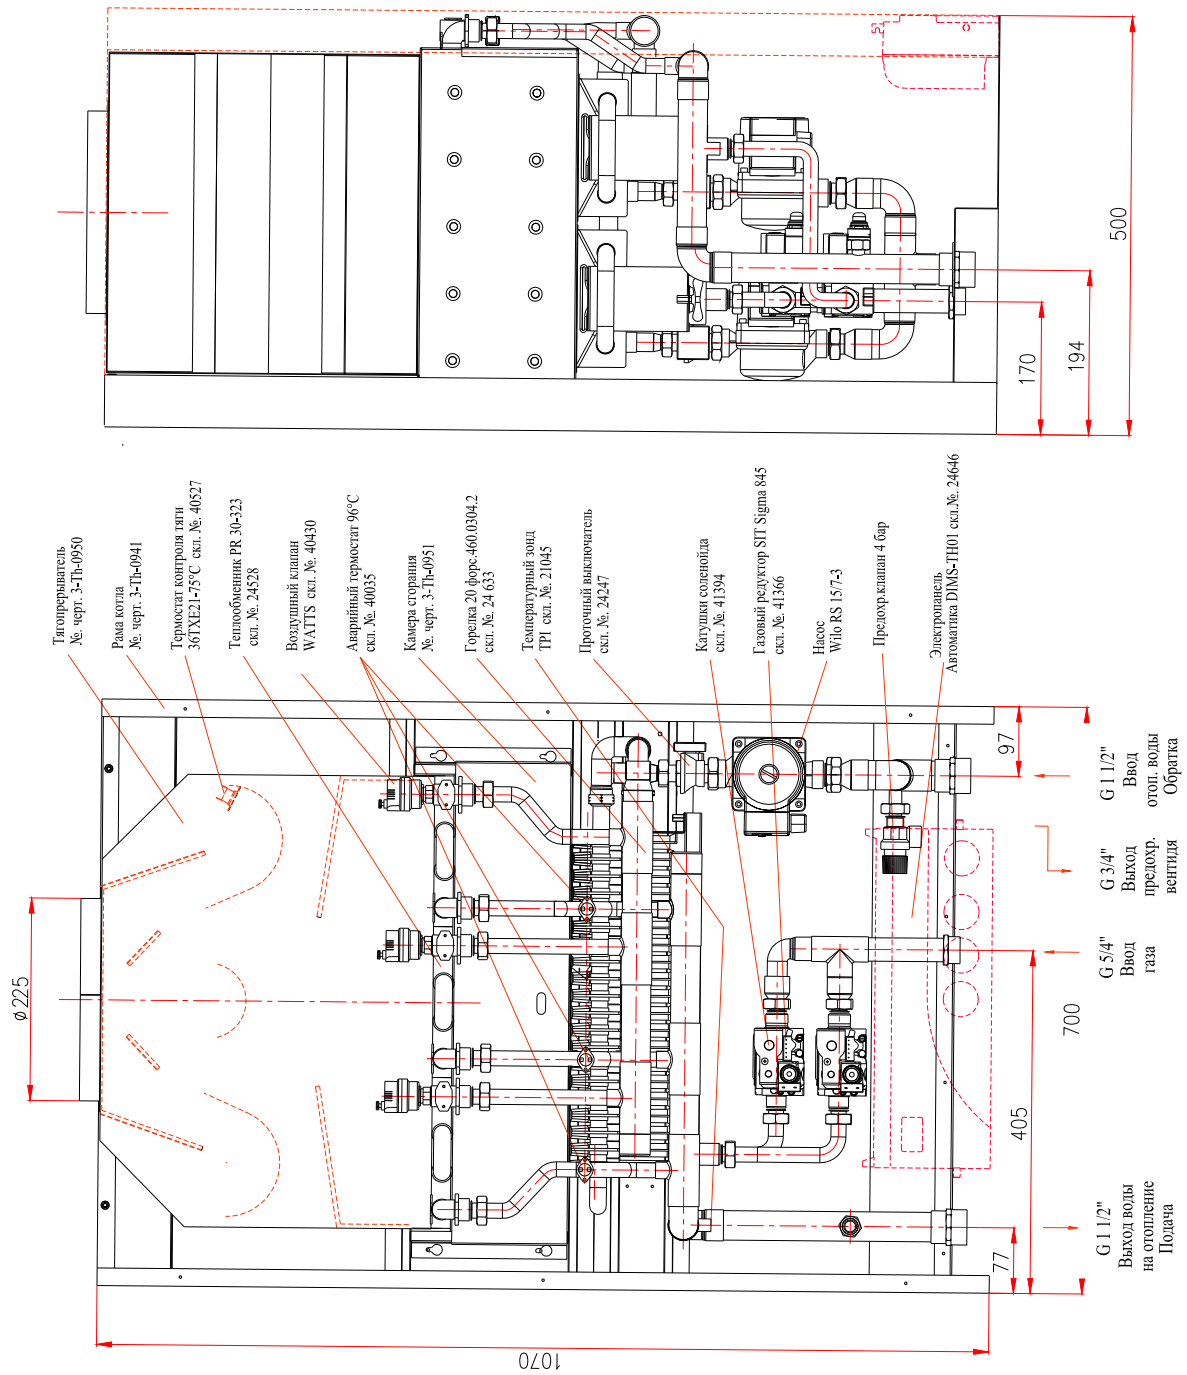 Тягопрерыватель
№. черт. 3-Th-0950
Рама котла
№. черт. 3-Th-0941
Термостат контроля тяги
36TXE21-75°C скл. №. 40527
Теплообменник PR 30-323
скл. №. 24528
Воздушный клапан
WATTS скл. №. 40430
Аварийный термостат 96°C
скл. №. 40035
Камера сгорания
№. черт. 3-Th-0951
Горелка 20 форс.460.0304.2
скл. №. 24 633
Температурный зонд
TPI скл. №. 21045
Проточный выключатель
скл. №. 24247
Катушки соленойда
скл. №. 41394
Газовый редуктор SIT Sigma 845
скл. №. 41366
Насос
Wilo RS 15/7-3
Предохр.клапан 4 бар
Электропанель
Автоматика DIMS-TH01 скл.№. 24646
500
194
170
ø225
1070
97
405
77
700
G 1 1/2"
Ввод
отоп. воды
Обратка
G 3/4"
Выход
предохр.
вентидя
G 5/4"
Ввод
газа
G 1 1/2"
Выход воды
на отопление
Подача